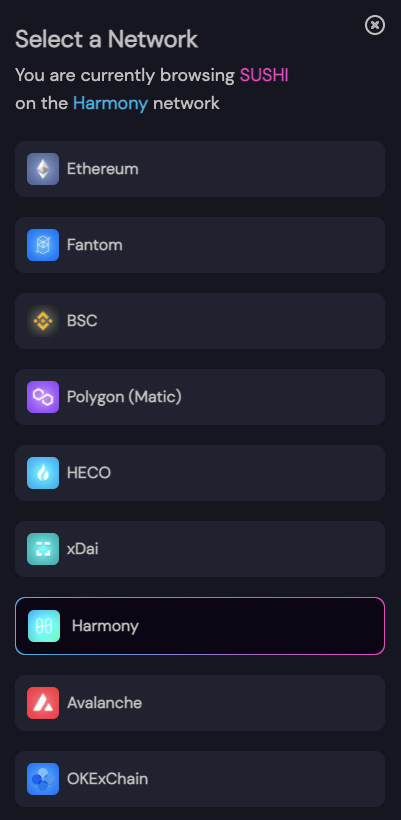 Select a Network
You are currently browsing SUSHI
on the Harmony network
Ethereum
Fantom
BSC
Polygon (Matic)
HECO
xDai
Harmony
Avalanche
OKExChain